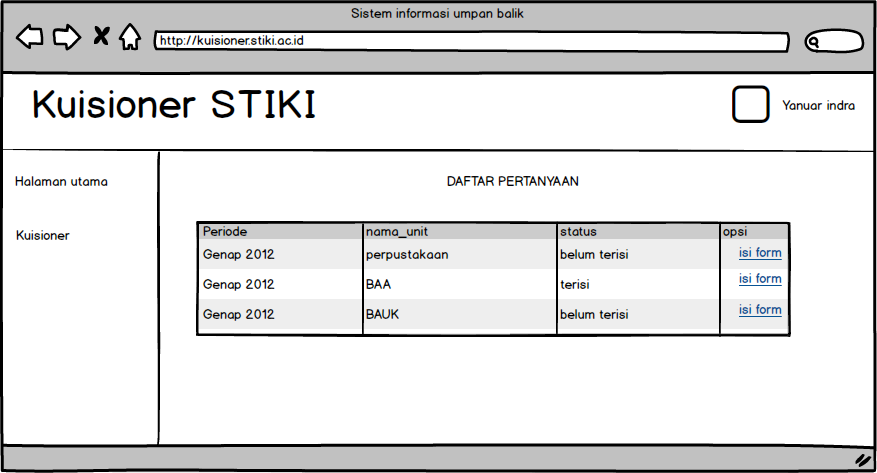 Sistem informasi umpan balik
http://kuisioner.stiki.ac.id
Kuisioner STIKI
Yanuar indra
Halaman utama
Kuisioner
DAFTAR PERTANYAAN
Periode nama_unit status opsi
Genap 2012 perpustakaan belum terisi isi form
Genap 2012 BAA terisi isi form
Genap 2012 BAUK belum terisi isi form